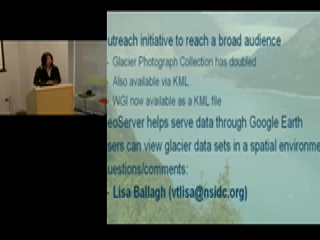 utreach initiative to reach a broad audience
- Glacier Photograph Collection has doubled
- Also available via KML
- WGI now available as a KML file
eoServer helps serve data through Google Earth
sers can view glacier data sets in a spatial environme
uestions/comments:
- Lisa Ballagh (vtlisa@nsidc.org)